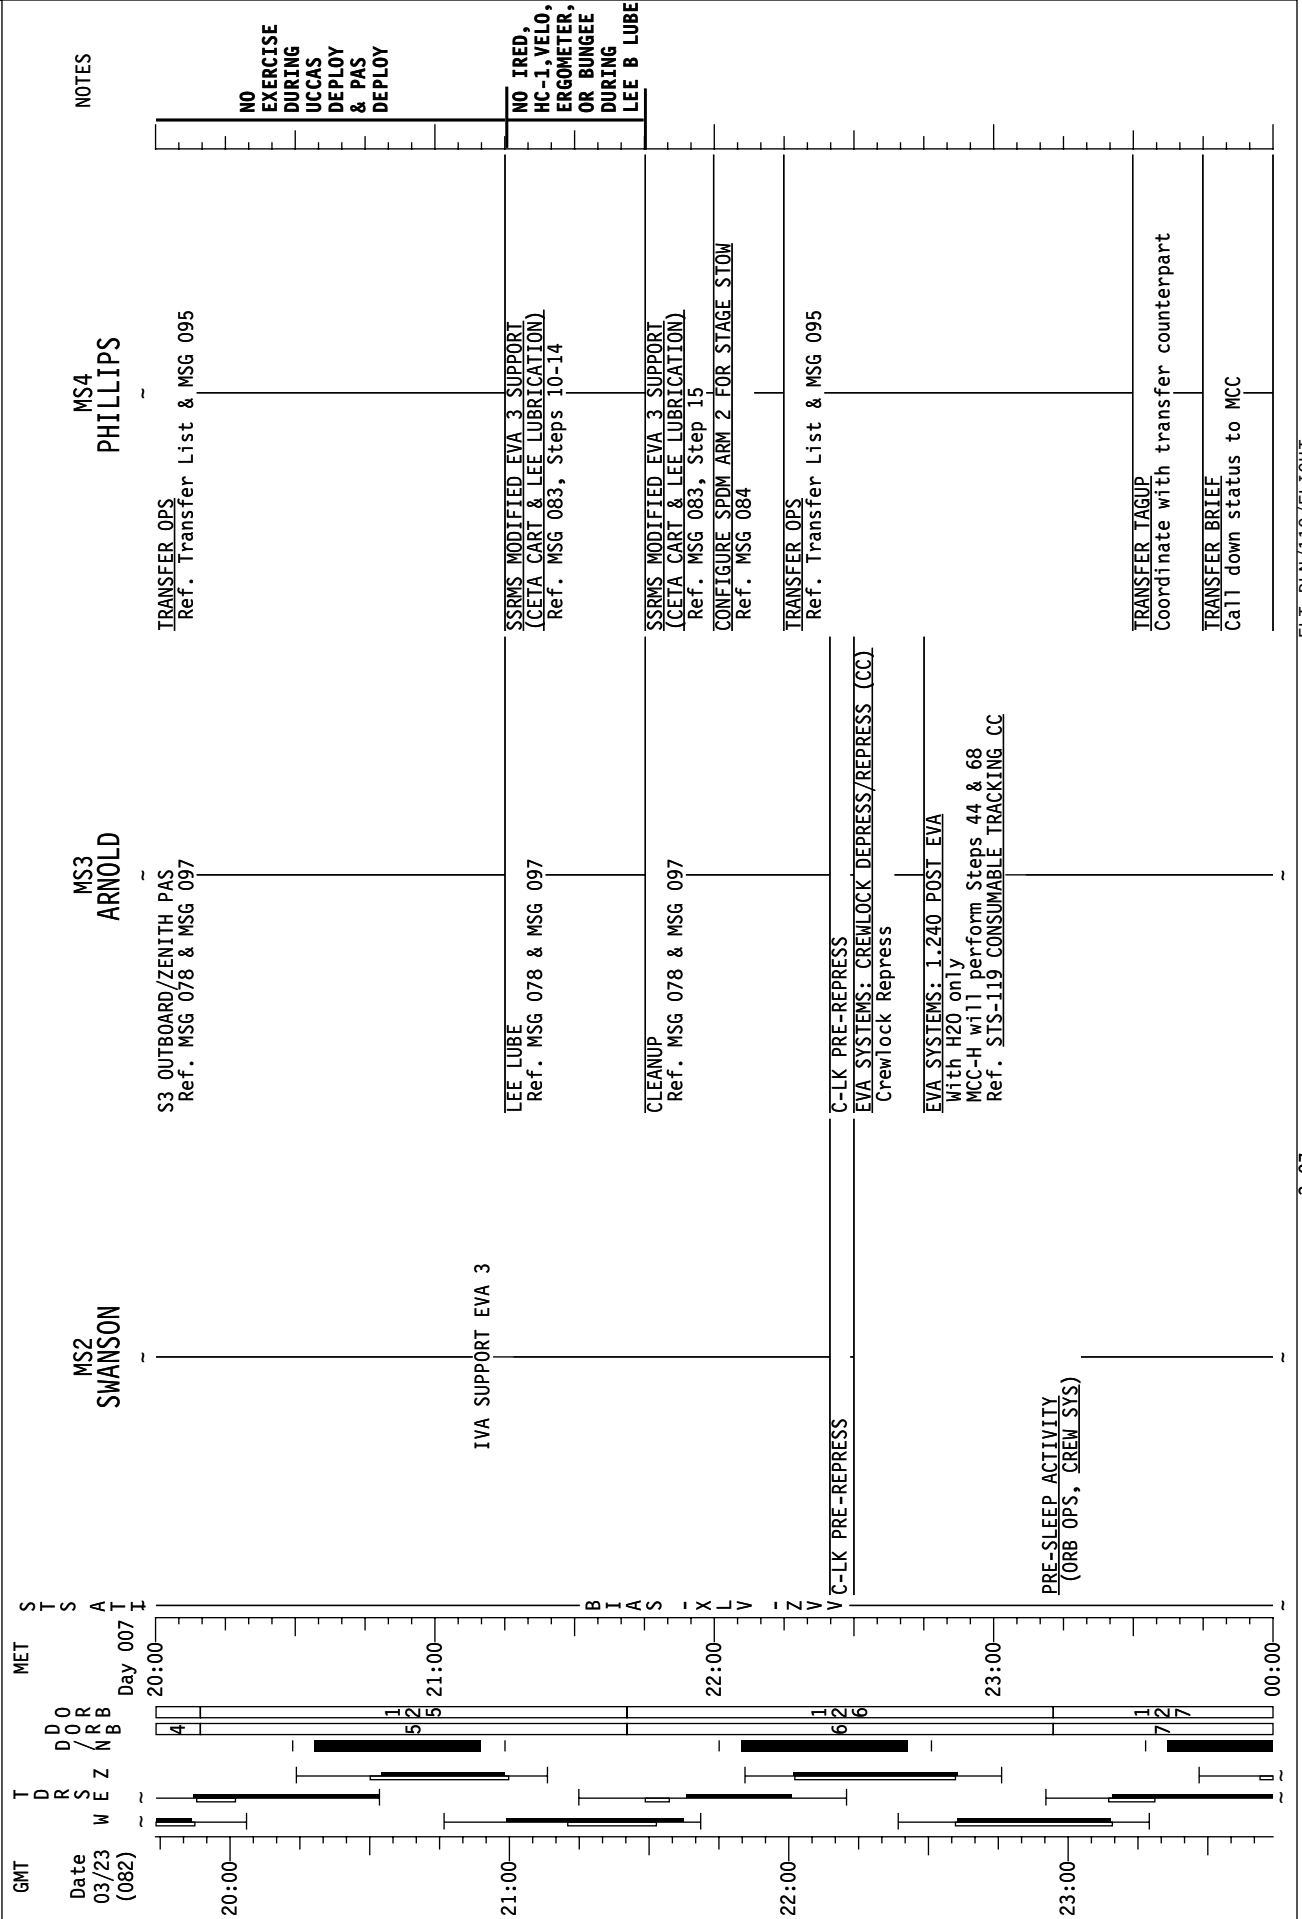 GMT
Date
03/23
(082)
20:00
21:00
22:00
23:00
T
D
R
S
W E Z
D D O
/ O R
N R B
B
4
5
6
7
125
126
127
MET
Day 007
20:00
21:00
22:00
23:00
00:00
S
T
S
A
T
T
BIAS -XLV -ZVV
MS2
SWANSON
IVA SUPPORT EVA 3
C-LK PRE-REPRESS
PRE-SLEEP ACTIVITY
(ORB OPS, CREW SYS)
MS3
ARNOLD
S3 OUTBOARD/ZENITH PAS
Ref. MSG 078 & MSG 097
LEE LUBE
Ref. MSG 078 & MSG 097
CLEANUP
Ref. MSG 078 & MSG 097
C-LK PRE-REPRESS
EVA SYSTEMS: CREWLOCK DEPRESS/REPRESS (CC)
Crewlock Repress
EVA SYSTEMS: 1.240 POST EVA
With H2O only
MCC-H will perform Steps 44 & 68
Ref. STS-119 CONSUMABLE TRACKING CC
MS4
PHILLIPS
TRANSFER OPS
Ref. Transfer List & MSG 095
SSRMS MODIFIED EVA 3 SUPPORT
(CETA CART & LEE LUBRICATION)
Ref. MSG 083, Steps 10-14
SSRMS MODIFIED EVA 3 SUPPORT
(CETA CART & LEE LUBRICATION)
Ref. MSG 083, Step 15
CONFIGURE SPDM ARM 2 FOR STAGE STOW
Ref. MSG 084
TRANSFER OPS
Ref. Transfer List & MSG 095
TRANSFER TAGUP
Coordinate with transfer counterpart
TRANSFER BRIEF
Call down status to MCC
NOTES
NO
EXERCISE
DURING
UCCAS
DEPLOY
& PAS
DEPLOY
NO IRED,
HC-1,VELO,
ERGOMETER,
OR BUNGEE
DURING
LEE B LUBE